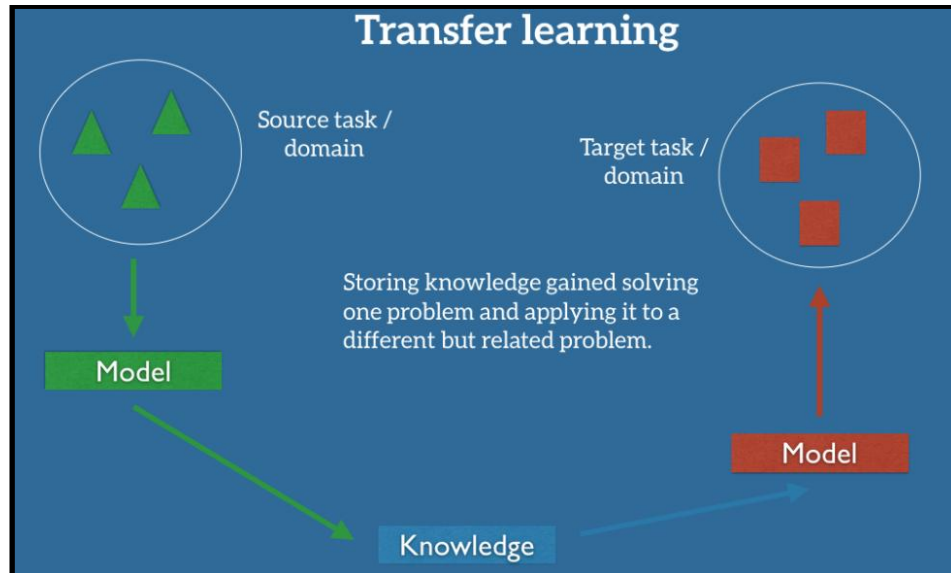 Transfer learning
Source task /
domain
Target task /
domain
Storing knowledge gained solving
one problem and applying it to a
different but related problem.
Model
Model
Knowledge